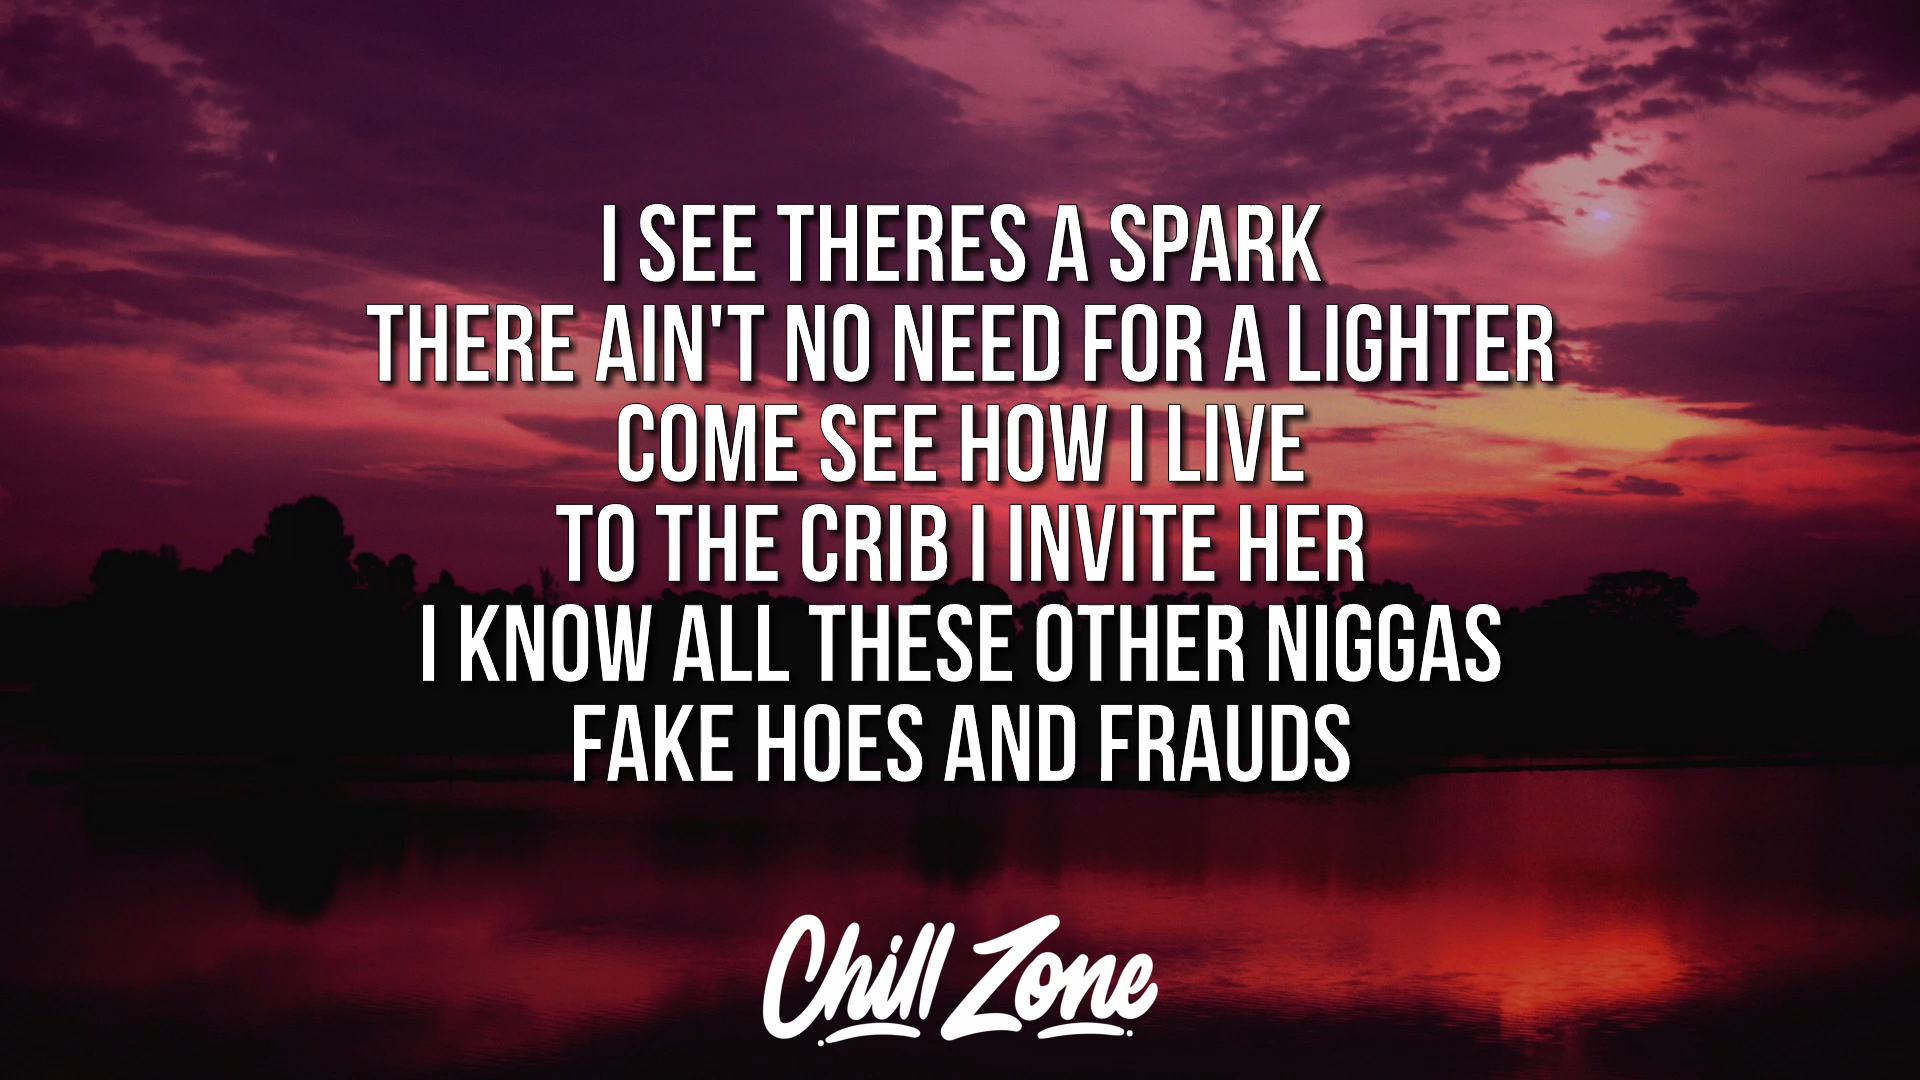 I SEE THERES A SPARK
THERE AIN'T NO NEED FOR A LIGHTER
COME SEE HOW I LIVE
TO THE CRIB I INVITE HER
I KNOW ALL THESE OTHER NIGGAS
FAKE HOES AND FRAUDS
Chill Zone